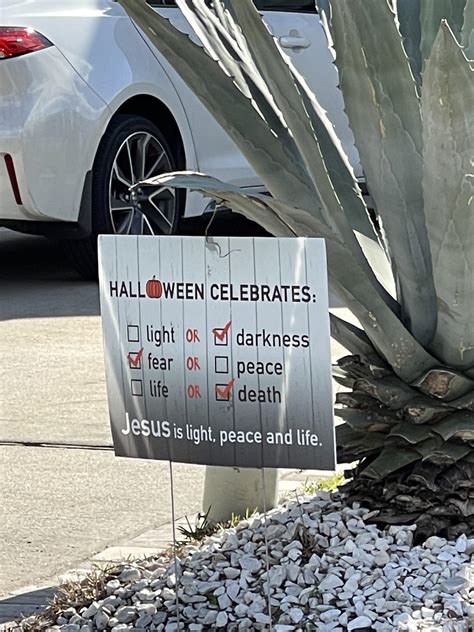 HALLOWEEN CELEBRATES:
☐ light OR ☑ darkness
☑ fear OR ☐ peace
☐ life OR ☑ death
Jesus is light, peace and life.